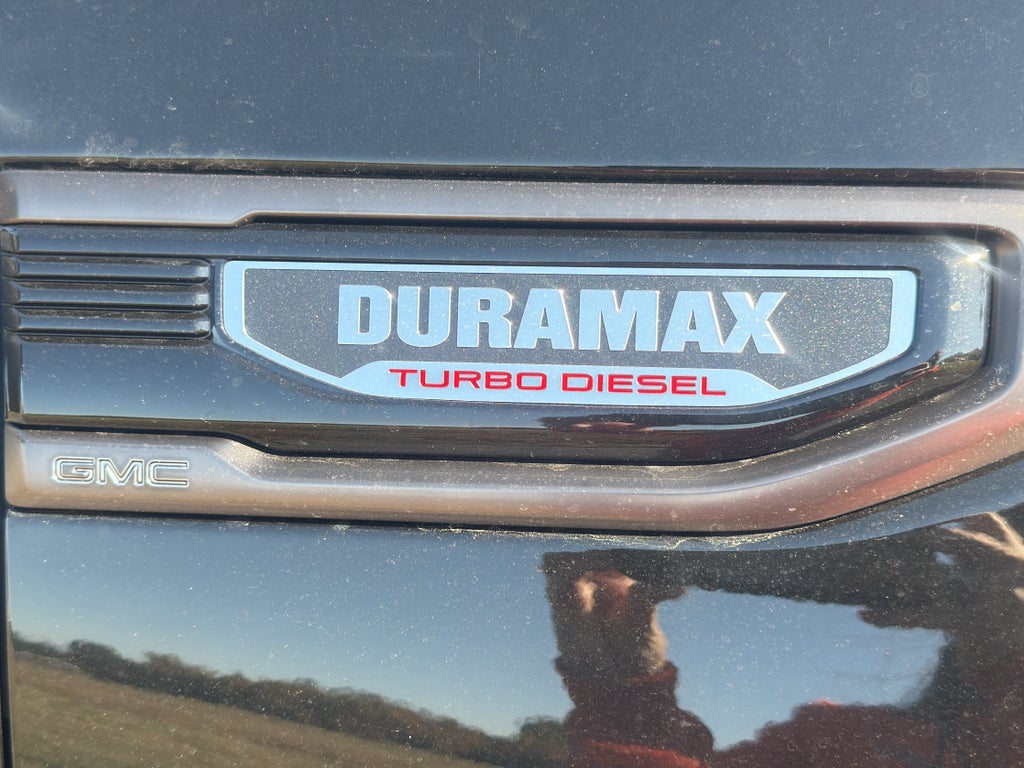 DURAMAX
TURBO DIESEL
GMC